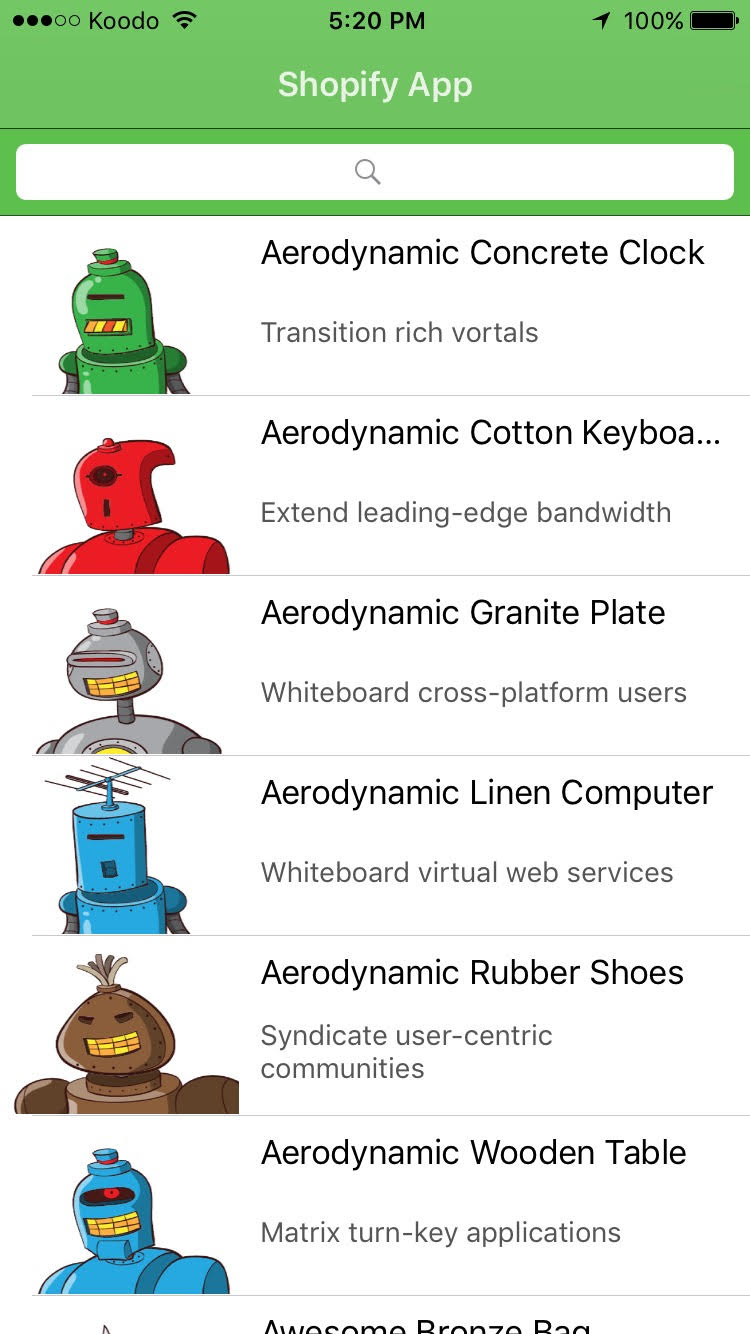 Koodo 5:20 PM 100%
Shopify App
Aerodynamic Concrete Clock
Transition rich vortals
Aerodynamic Cotton Keyboa...
Extend leading-edge bandwidth
Aerodynamic Granite Plate
Whiteboard cross-platform users
Aerodynamic Linen Computer
Whiteboard virtual web services
Aerodynamic Rubber Shoes
Syndicate user-centric
communities
Aerodynamic Wooden Table
Matrix turn-key applications
Awesome Bronze Bag